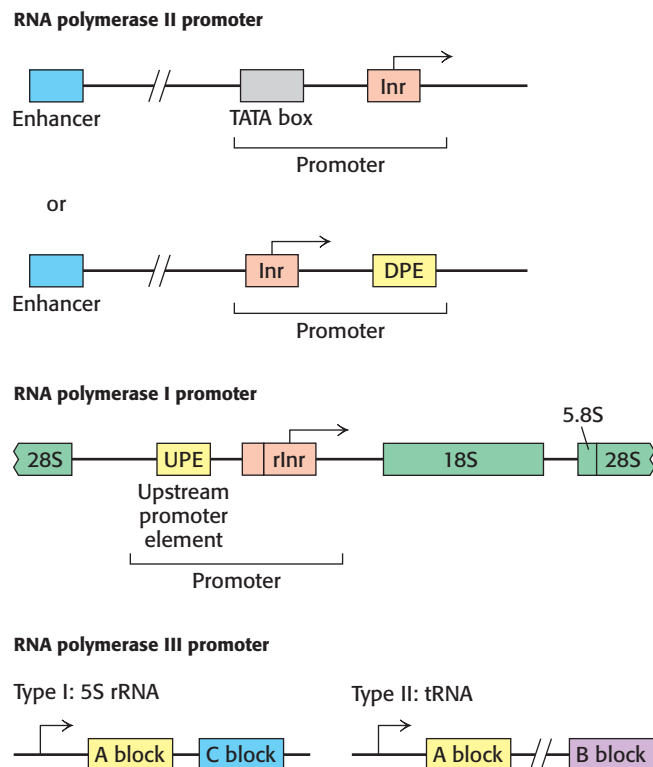 RNA polymerase II promoter
Inr
Enhancer
TATA box
Promoter
or
Inr
DPE
Enhancer
Promoter
RNA polymerase I promoter
5.8S
28S
UPE
rInr
18S
28S
Upstream
promoter
element
Promoter
RNA polymerase III promoter
Type I: 5S rRNA
Type II: tRNA
A block
C block
A block
B block